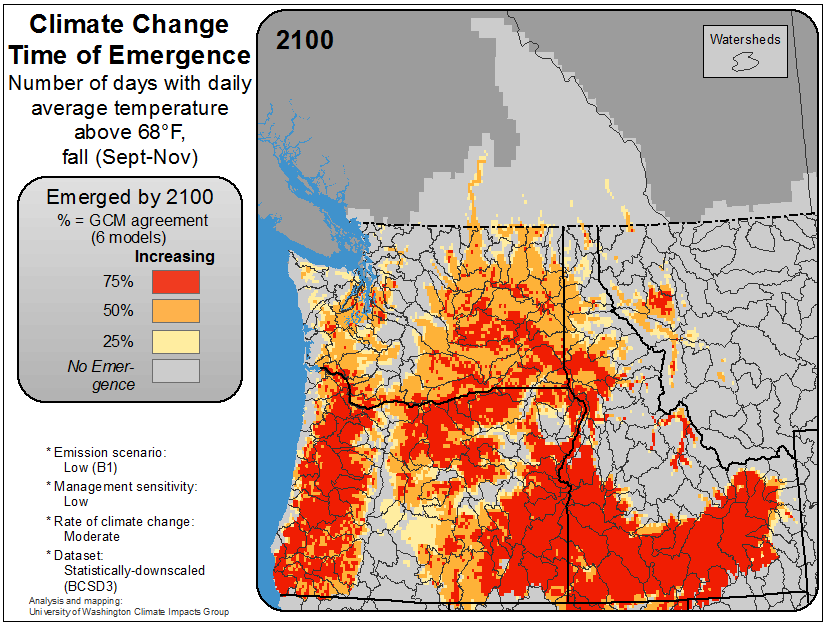 Climate Change
Time of Emergence
Number of days with daily
average temperature
above 68°F,
fall (Sept-Nov)
Emerged by 2100
% = GCM agreement
(6 models)
Increasing
75%
50%
25%
No Emer-
gence
* Emission scenario:
Low (B1)
* Management sensitivity:
Low
* Rate of climate change:
Moderate
* Dataset:
Statistically-downscaled
(BCSD3)
Analysis and mapping:
University of Washington Climate Impacts Group
2100
Watersheds